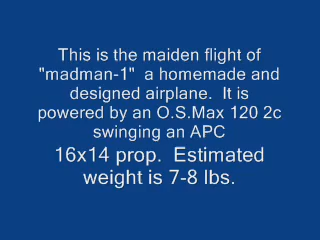 This is the maiden flight of
"madman-1"  a homemade and
designed airplane.  It is
powered by an O.S.Max 120 2c
swinging an APC
16x14 prop.  Estimated
weight is 7-8 lbs.